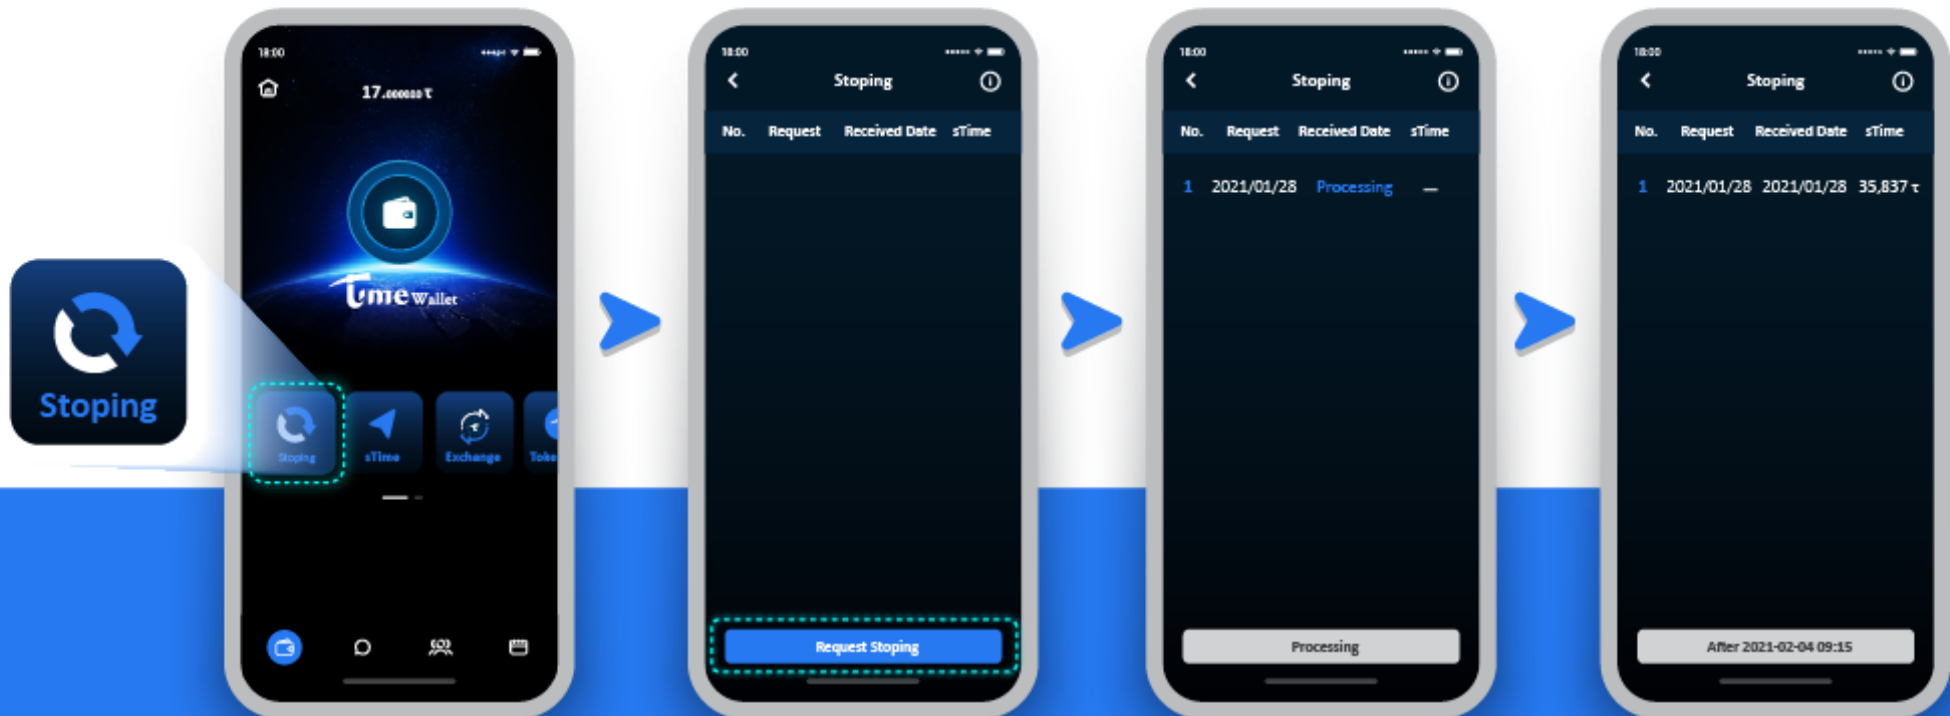 Stoping
18:00
17.000000 τ
Time Wallet
Stoping
sTime
Exchange
Toke
18:00
Stoping
No. Request Received Date sTime
Request Stoping
18:00
Stoping
No. Request Received Date sTime
1 2021/01/28 Processing —
Processing
18:00
Stoping
No. Request Received Date sTime
1 2021/01/28 2021/01/28 35,837 τ
After 2021-02-04 09:15